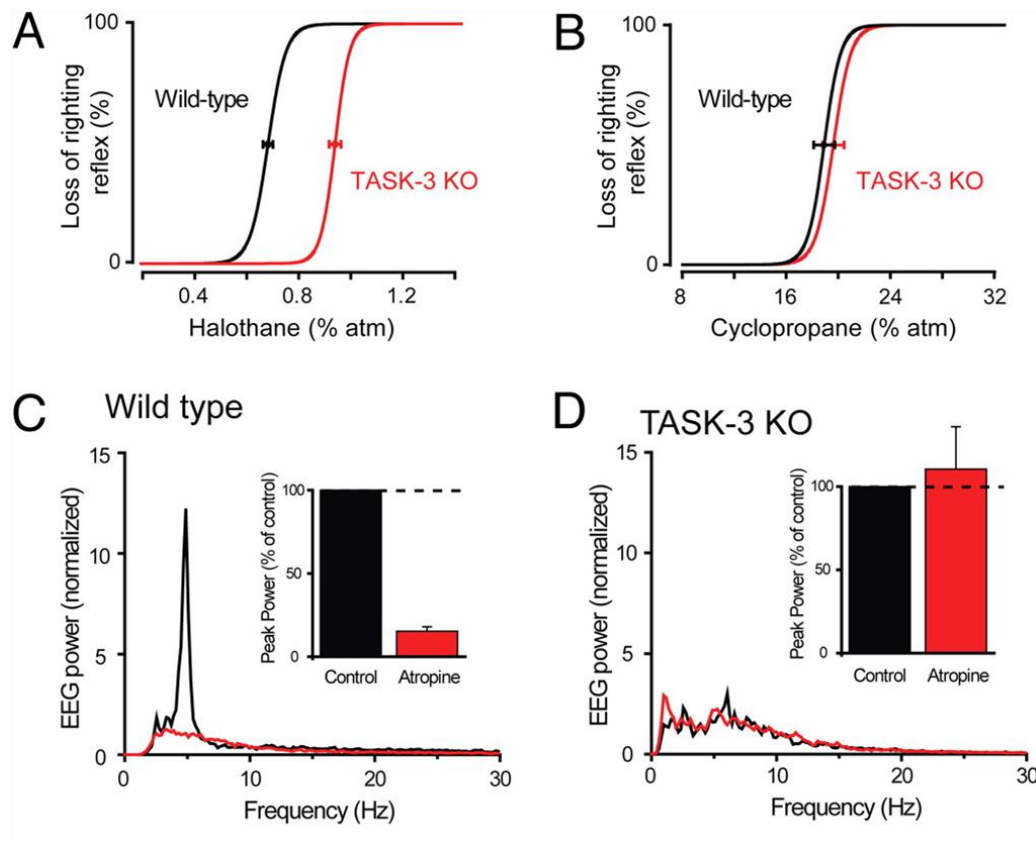 A
100
0
Loss of righting
reflex (%)
Wild-type
TASK-3 KO
0.4 0.8 1.2
Halothane (% atm)
B
100
0
Loss of righting
reflex (%)
Wild-type
TASK-3 KO
8 16 24 32
Cyclopropane (% atm)
C
Wild type
15
10
5
0
EEG power (normalized)
0 10 20 30
Frequency (Hz)
100
50
0
Peak Power (% of control)
Control Atropine
D
TASK-3 KO
15
10
5
0
EEG power (normalized)
0 10 20 30
Frequency (Hz)
100
50
0
Peak Power (% of control)
Control Atropine